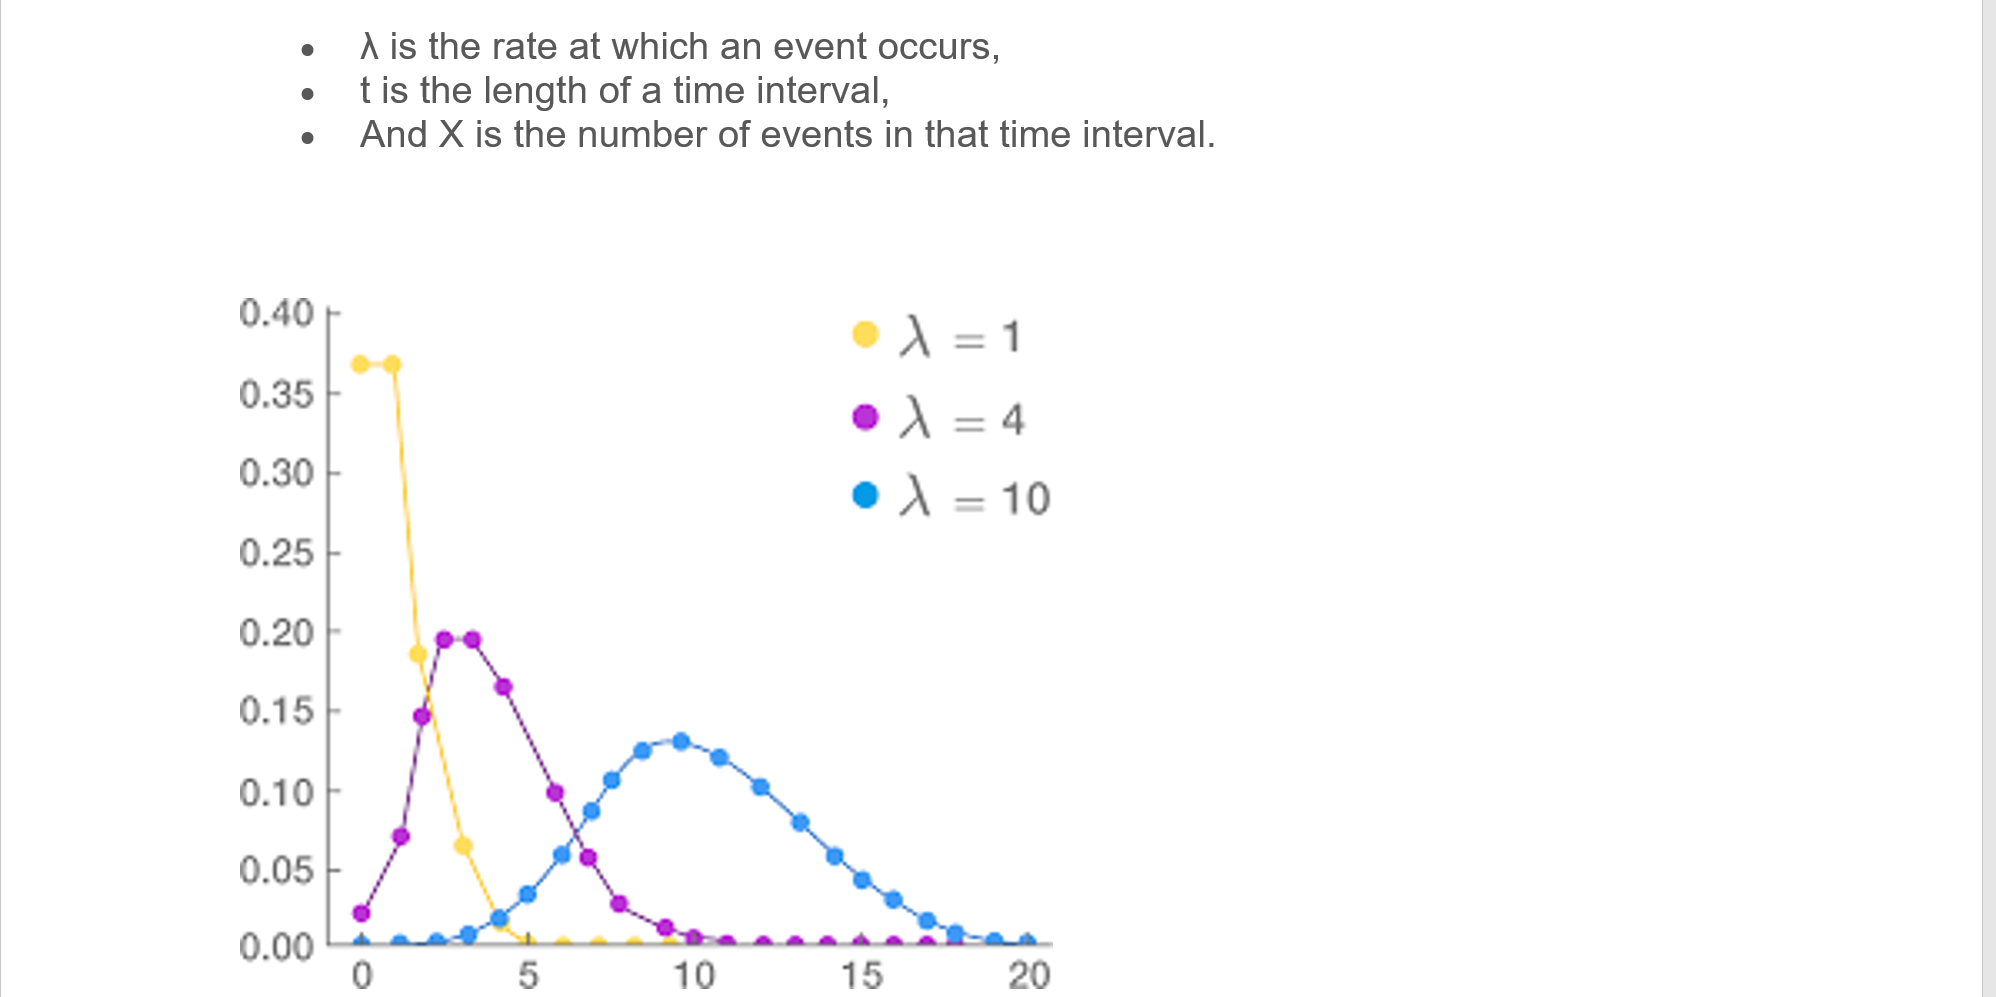 • λ is the rate at which an event occurs,
• t is the length of a time interval,
• And X is the number of events in that time interval.
0.40
λ = 1
0.35
λ = 4
0.30
λ = 10
0.25
0.20
0.15
0.10
0.05
0.00
0 5 10 15 20